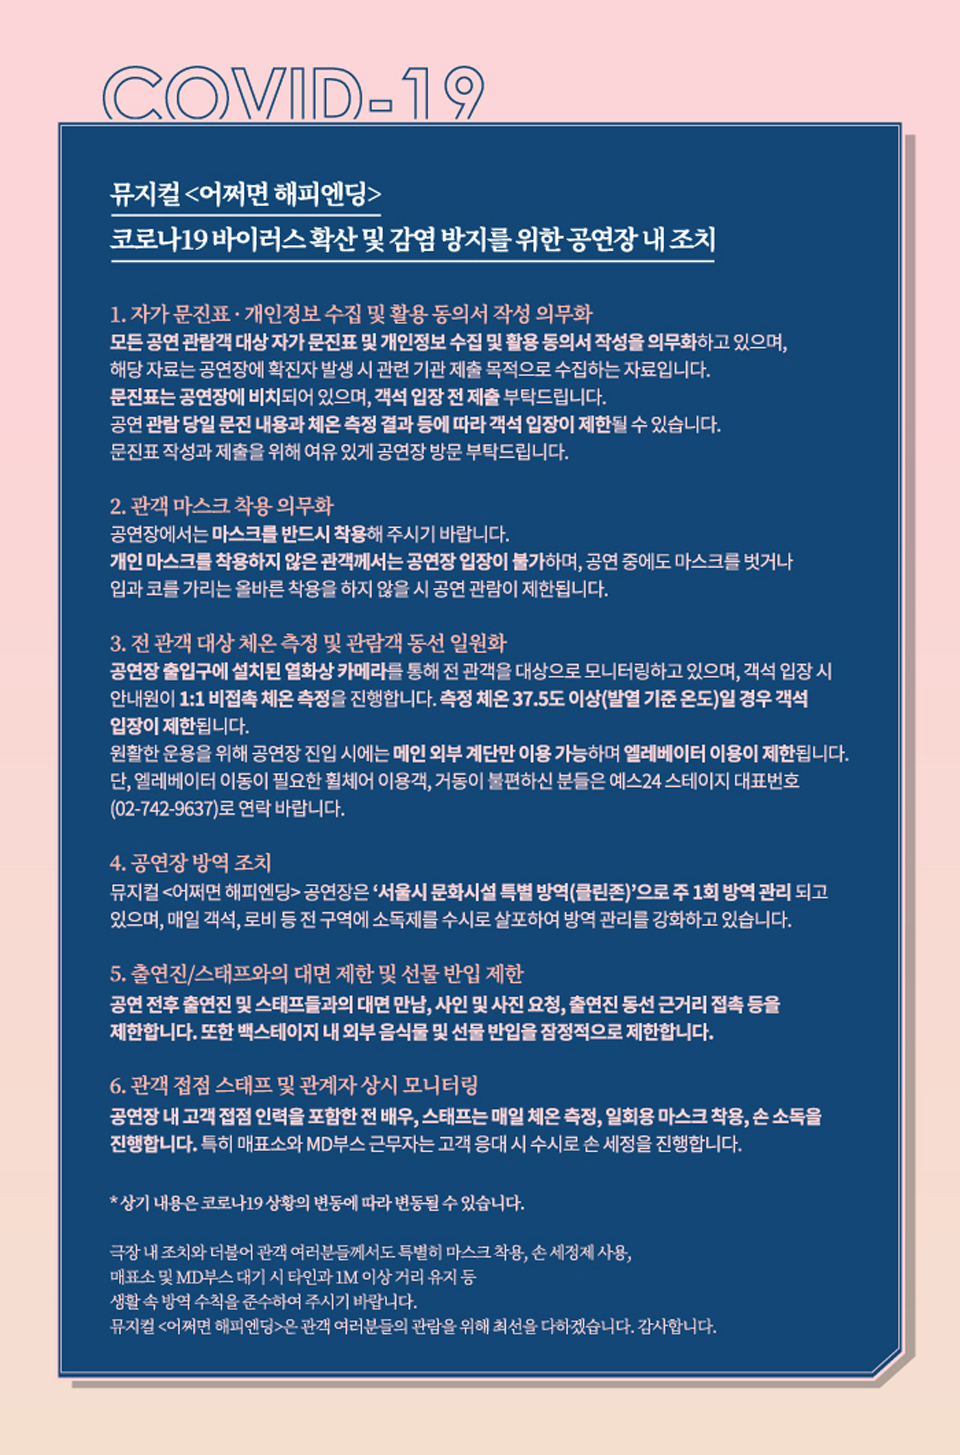 COVID-19
뮤지컬 <어쩌면 해피엔딩>
코로나19 바이러스 확산 및 감염 방지를 위한 공연장 내 조치
1. 자가 문진표 · 개인정보 수집 및 활용 동의서 작성 의무화
모든 공연 관람객 대상 자가 문진표 및 개인정보 수집 및 활용 동의서 작성을 의무화하고 있으며,
해당 자료는 공연장에 확진자 발생 시 관련 기관 제출 목적으로 수집하는 자료입니다.
문진표는 공연장에 비치되어 있으며, 객석 입장 전 제출 부탁드립니다.
공연 관람 당일 문진 내용과 체온 측정 결과 등에 따라 객석 입장이 제한될 수 있습니다.
문진표 작성과 제출을 위해 여유 있게 공연장 방문 부탁드립니다.
2. 관객 마스크 착용 의무화
공연장에서는 마스크를 반드시 착용해 주시기 바랍니다.
개인 마스크를 착용하지 않은 관객께서는 공연장 입장이 불가하며, 공연 중에도 마스크를 벗거나
입과 코를 가리는 올바른 착용을 하지 않을 시 공연 관람이 제한됩니다.
3. 전 관객 대상 체온 측정 및 관람객 동선 일원화
공연장 출입구에 설치된 열화상 카메라를 통해 전 관객을 대상으로 모니터링하고 있으며, 객석 입장 시
안내원이 1:1 비접촉 체온 측정을 진행합니다. 측정 체온 37.5도 이상(발열 기준 온도)일 경우 객석
입장이 제한됩니다.
원활한 운용을 위해 공연장 진입 시에는 메인 외부 계단만 이용 가능하며 엘레베이터 이용이 제한됩니다.
단, 엘레베이터 이동이 필요한 휠체어 이용객, 거동이 불편하신 분들은 예스24 스테이지 대표번호
(02-742-9637)로 연락 바랍니다.
4. 공연장 방역 조치
뮤지컬 <어쩌면 해피엔딩> 공연장은 ‘서울시 문화시설 특별 방역(클린존)’으로 주 1회 방역 관리 되고
있으며, 매일 객석, 로비 등 전 구역에 소독제를 수시로 살포하여 방역 관리를 강화하고 있습니다.
5. 출연진/스태프와의 대면 제한 및 선물 반입 제한
공연 전후 출연진 및 스태프들과의 대면 만남, 사인 및 사진 요청, 출연진 동선 근거리 접촉 등을
제한합니다. 또한 백스테이지 내 외부 음식물 및 선물 반입을 잠정적으로 제한합니다.
6. 관객 접점 스태프 및 관계자 상시 모니터링
공연장 내 고객 접점 인력을 포함한 전 배우, 스태프는 매일 체온 측정, 일회용 마스크 착용, 손 소독을
진행합니다. 특히 매표소와 MD부스 근무자는 고객 응대 시 수시로 손 세정을 진행합니다.
* 상기 내용은 코로나19 상황의 변동에 따라 변동될 수 있습니다.
극장 내 조치와 더불어 관객 여러분들께서도 특별히 마스크 착용, 손 세정제 사용,
매표소 및 MD부스 대기 시 타인과 1M 이상 거리 유지 등
생활 속 방역 수칙을 준수하여 주시기 바랍니다.
뮤지컬 <어쩌면 해피엔딩>은 관객 여러분들의 관람을 위해 최선을 다하겠습니다. 감사합니다.